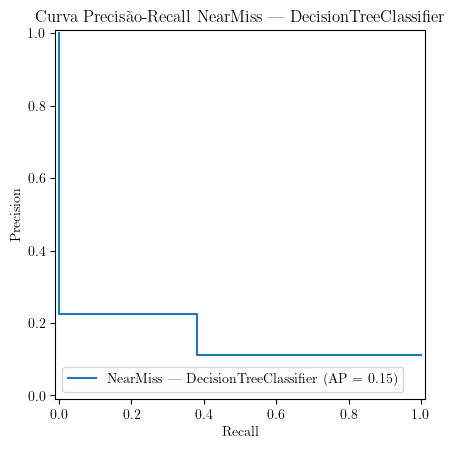 Curva Precisão-Recall NearMiss — DecisionTreeClassifier
1.0
0.8
0.6
0.4
0.2
0.0
Precision
NearMiss — DecisionTreeClassifier (AP = 0.15)
0.0 0.2 0.4 0.6 0.8 1.0
Recall